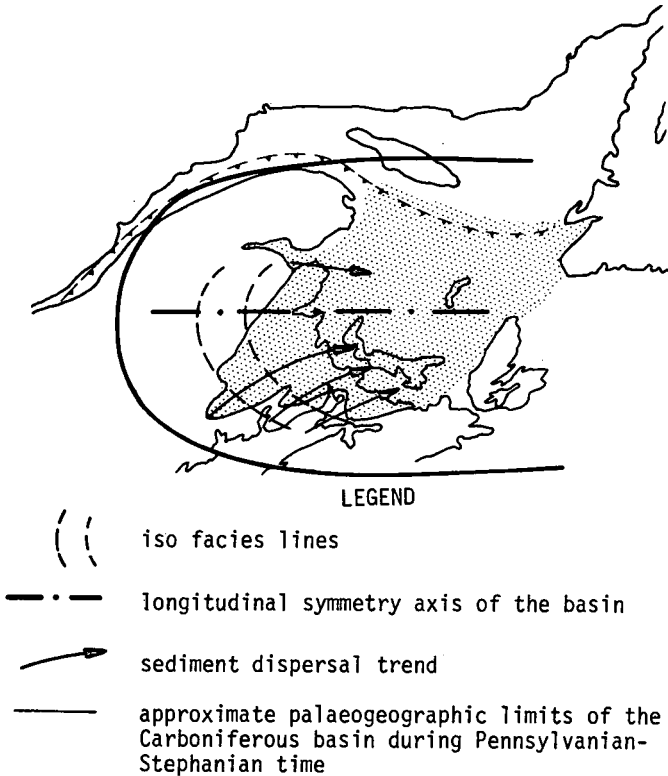 LEGEND
iso facies lines
longitudinal symmetry axis of the basin
sediment dispersal trend
approximate palaeogeographic limits of the
Carboniferous basin during Pennsylvanian-
Stephanian time